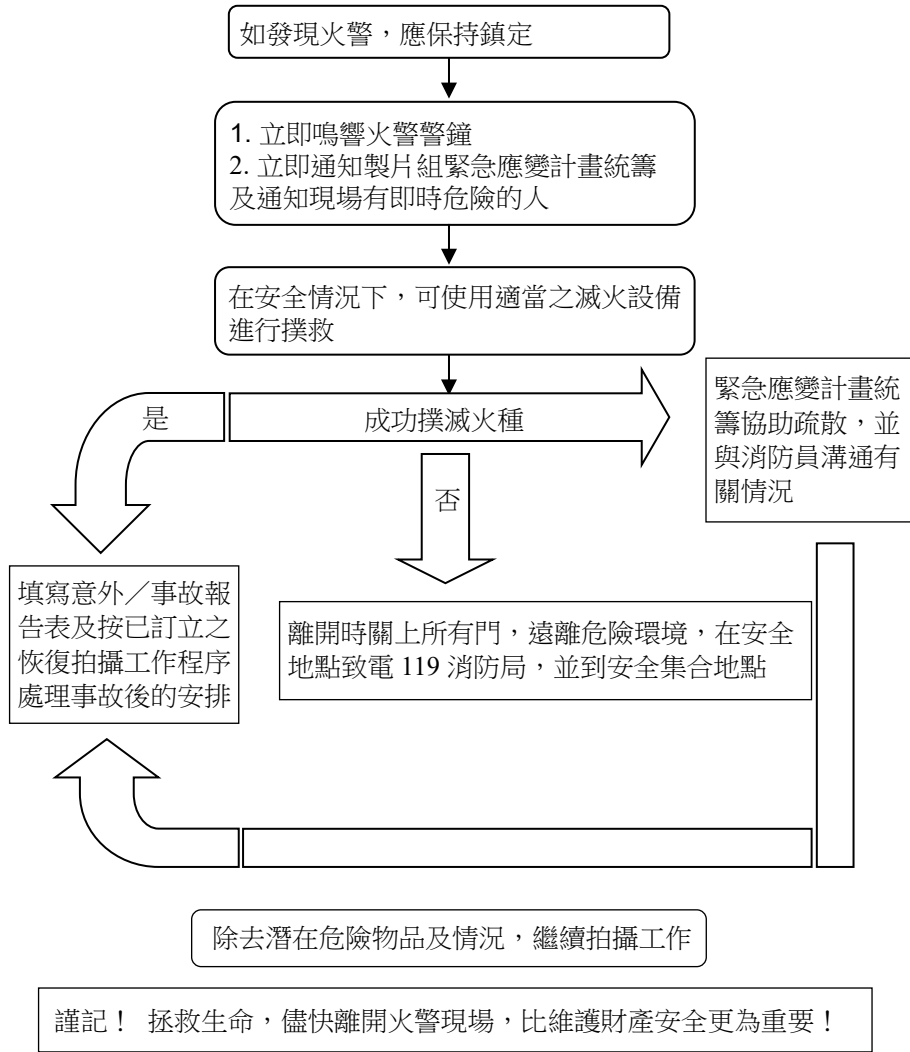 如發現火警，應保持鎮定
1. 立即鳴響火警警鐘
2. 立即通知製片組緊急應變計畫統籌
及通知現場有即時危險的人
在安全情況下，可使用適當之滅火設備
進行撲救
是
成功撲滅火種
緊急應變計畫統
籌協助疏散，並
與消防員溝通有
關情況
否
填寫意外／事故報
告表及按已訂立之
恢復拍攝工作程序
處理事故後的安排
離開時關上所有門，遠離危險環境，在安全
地點致電 119 消防局，並到安全集合地點
除去潛在危險物品及情況，繼續拍攝工作
謹記！ 拯救生命，儘快離開火警現場，比維護財產安全更為重要！